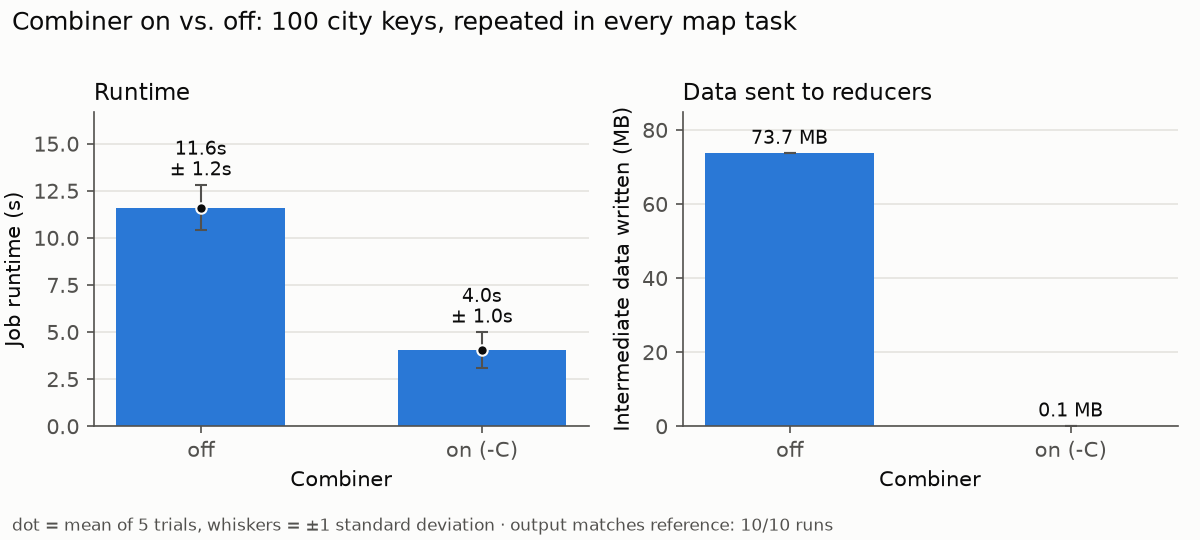 Combiner on vs. off: 100 city keys, repeated in every map task
Runtime
Job runtime (s)
15.0
12.5
10.0
7.5
5.0
2.5
0.0
11.6s
± 1.2s
4.0s
± 1.0s
off
on (-C)
Combiner
Data sent to reducers
Intermediate data written (MB)
80
60
40
20
0
73.7 MB
0.1 MB
off
on (-C)
Combiner
dot = mean of 5 trials, whiskers = ±1 standard deviation · output matches reference: 10/10 runs